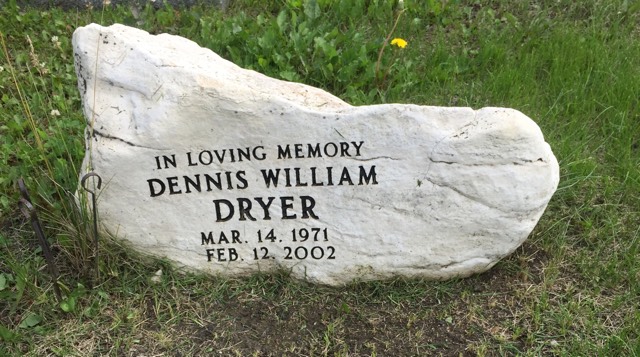 IN LOVING MEMORY
DENNIS WILLIAM
DRYER
MAR. 14. 1971
FEB. 12. 2002